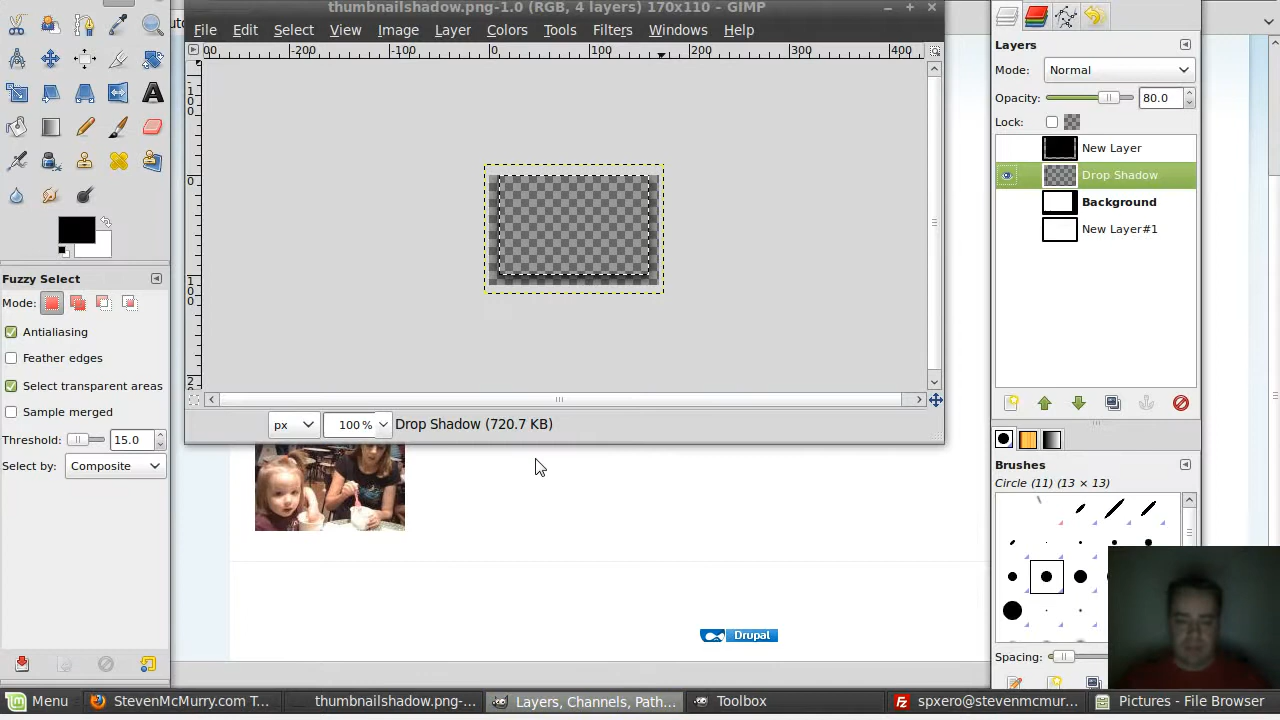 thumbnailshadow.png-1.0 (RGB, 4 layers) 170x110 – GIMP
File Edit Select View Image Layer Colors Tools Filters Windows Help
00 -200 -100 0 100 200 300 400
Layers
Mode: Normal
Opacity: 80.0
Lock:
New Layer
Drop Shadow
Background
New Layer#1
Fuzzy Select
Mode:
Antialiasing
Feather edges
Select transparent areas
Sample merged
Threshold: 15.0
Select by: Composite
px 100 % Drop Shadow (720.7 KB)
Brushes
Circle (11) (13 × 13)
Spacing:
Drupal
Menu StevenMcMurry.com T... thumbnailshadow.png-... Layers, Channels, Path... Toolbox spxero@stevenmcmur... Pictures - File Browser